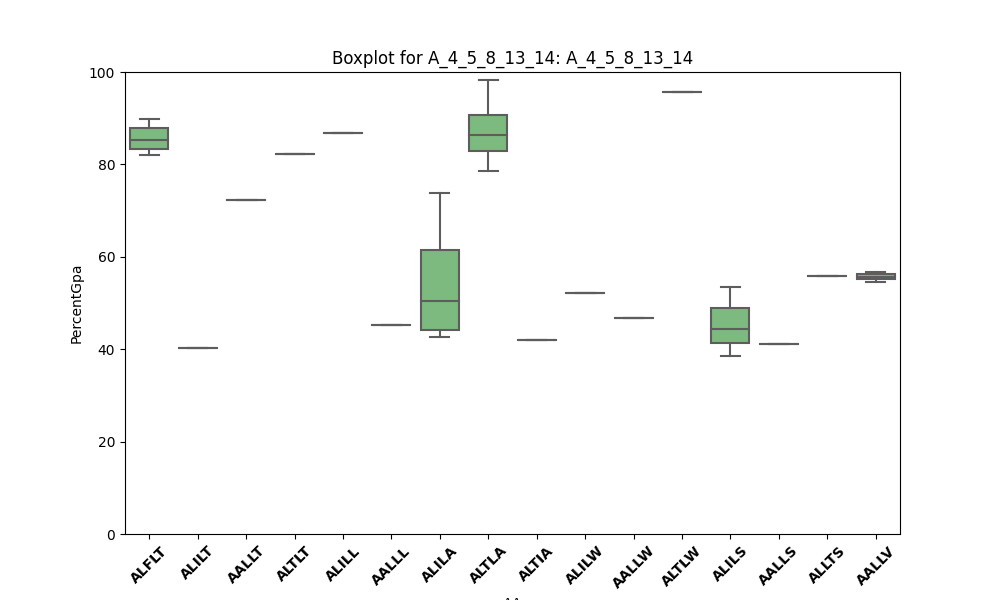 Boxplot for A_4_5_8_13_14: A_4_5_8_13_14
100
80
60
40
20
0
PercentGpa
ALFLT
ALILT
AALLT
ALTLT
ALILL
AALLL
ALILA
ALTLA
ALTIA
ALILW
AALLW
ALTLW
ALILS
AALLS
ALLTS
AALLV